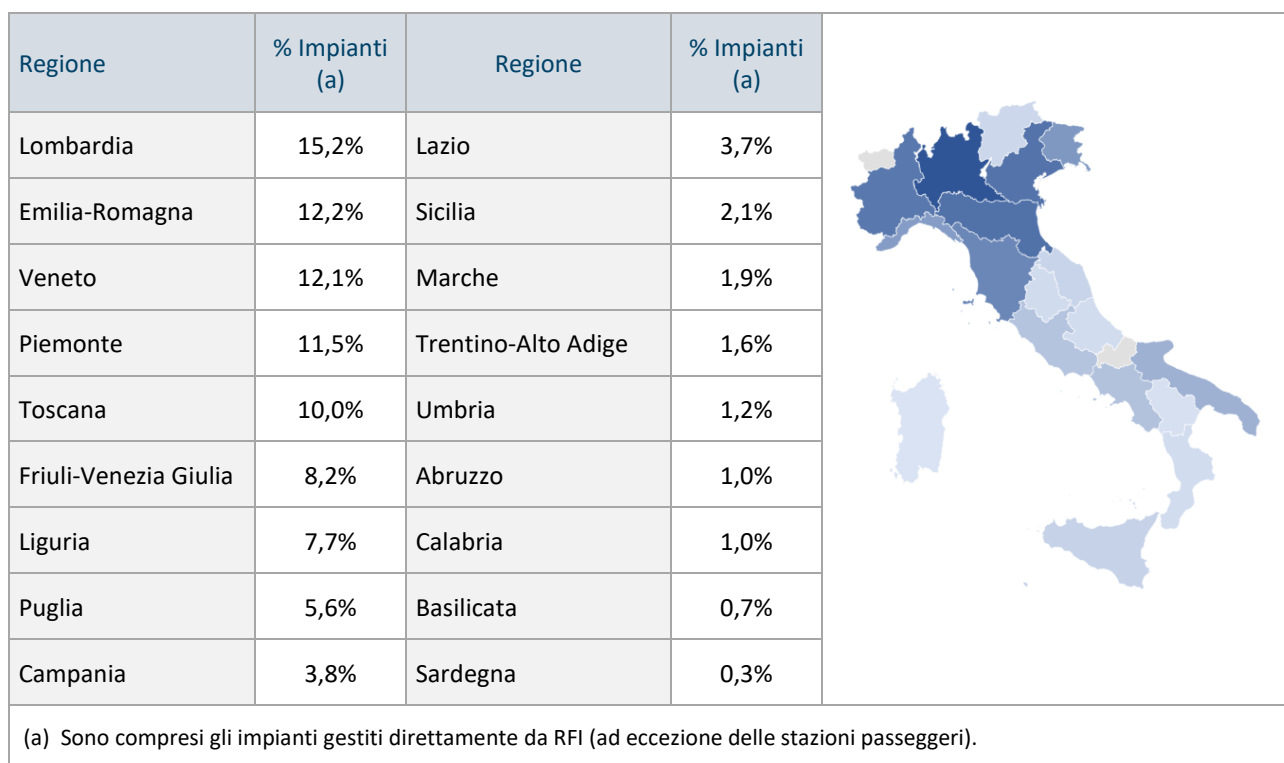 Regione % Impianti (a) Regione % Impianti (a)
Lombardia 15,2% Lazio 3,7%
Emilia-Romagna 12,2% Sicilia 2,1%
Veneto 12,1% Marche 1,9%
Piemonte 11,5% Trentino-Alto Adige 1,6%
Toscana 10,0% Umbria 1,2%
Friuli-Venezia Giulia 8,2% Abruzzo 1,0%
Liguria 7,7% Calabria 1,0%
Puglia 5,6% Basilicata 0,7%
Campania 3,8% Sardegna 0,3%
(a) Sono compresi gli impianti gestiti direttamente da RFI (ad eccezione delle stazioni passeggeri).